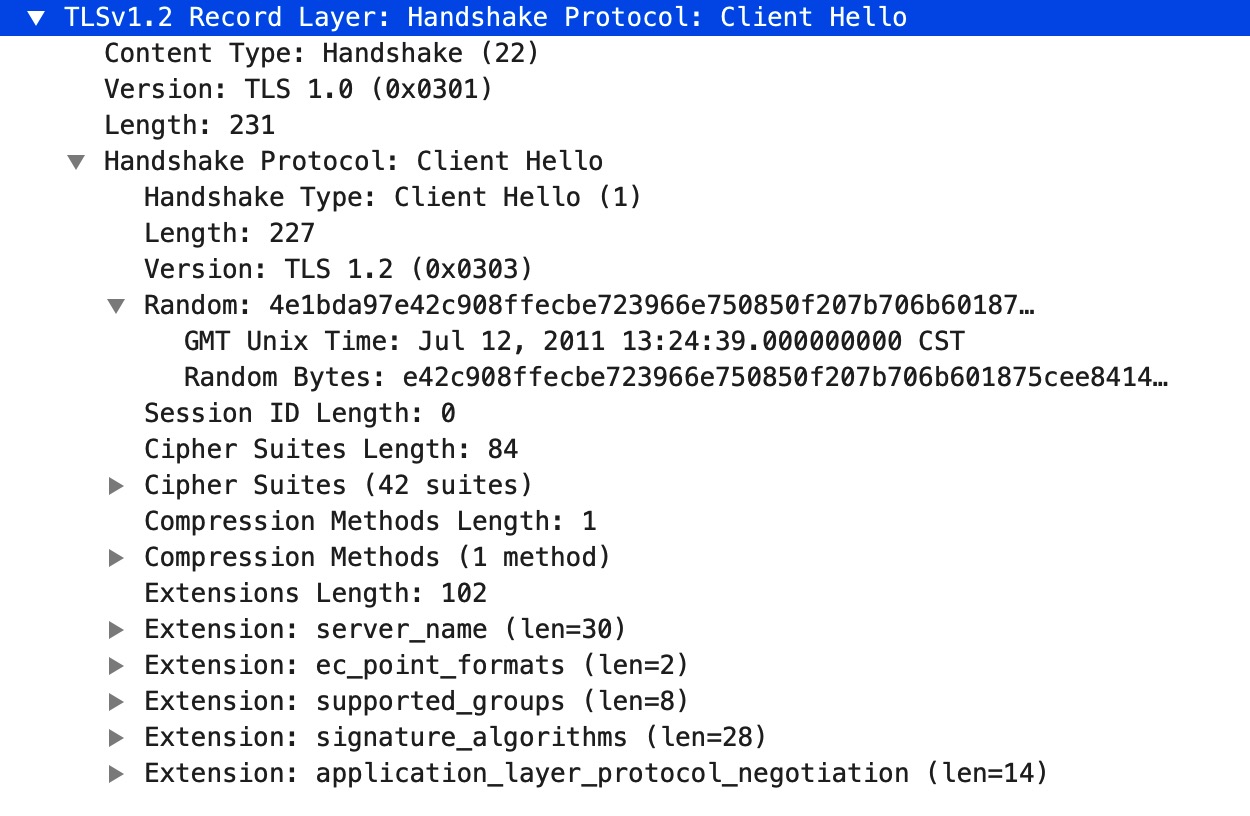 TLSv1.2 Record Layer: Handshake Protocol: Client Hello
Content Type: Handshake (22)
Version: TLS 1.0 (0x0301)
Length: 231
Handshake Protocol: Client Hello
Handshake Type: Client Hello (1)
Length: 227
Version: TLS 1.2 (0x0303)
Random: 4e1bda97e42c908ffecbe723966e750850f207b706b60187…
GMT Unix Time: Jul 12, 2011 13:24:39.000000000 CST
Random Bytes: e42c908ffecbe723966e750850f207b706b601875cee8414…
Session ID Length: 0
Cipher Suites Length: 84
Cipher Suites (42 suites)
Compression Methods Length: 1
Compression Methods (1 method)
Extensions Length: 102
Extension: server_name (len=30)
Extension: ec_point_formats (len=2)
Extension: supported_groups (len=8)
Extension: signature_algorithms (len=28)
Extension: application_layer_protocol_negotiation (len=14)